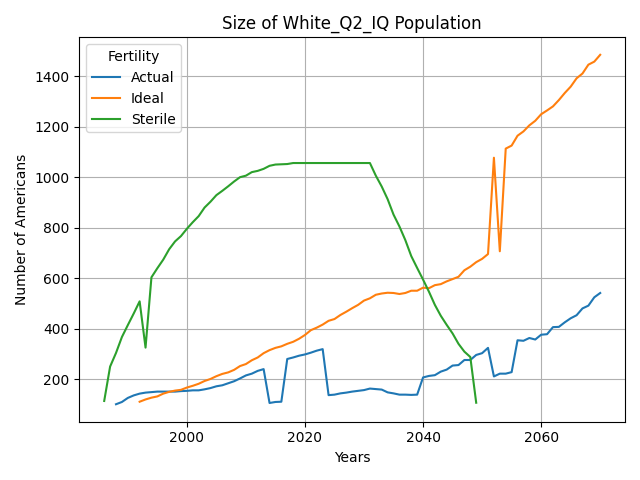 Size of White_Q2_IQ Population
Fertility
Actual
Ideal
Sterile
Number of Americans
1400
1200
1000
800
600
400
200
2000
2020
2040
2060
Years